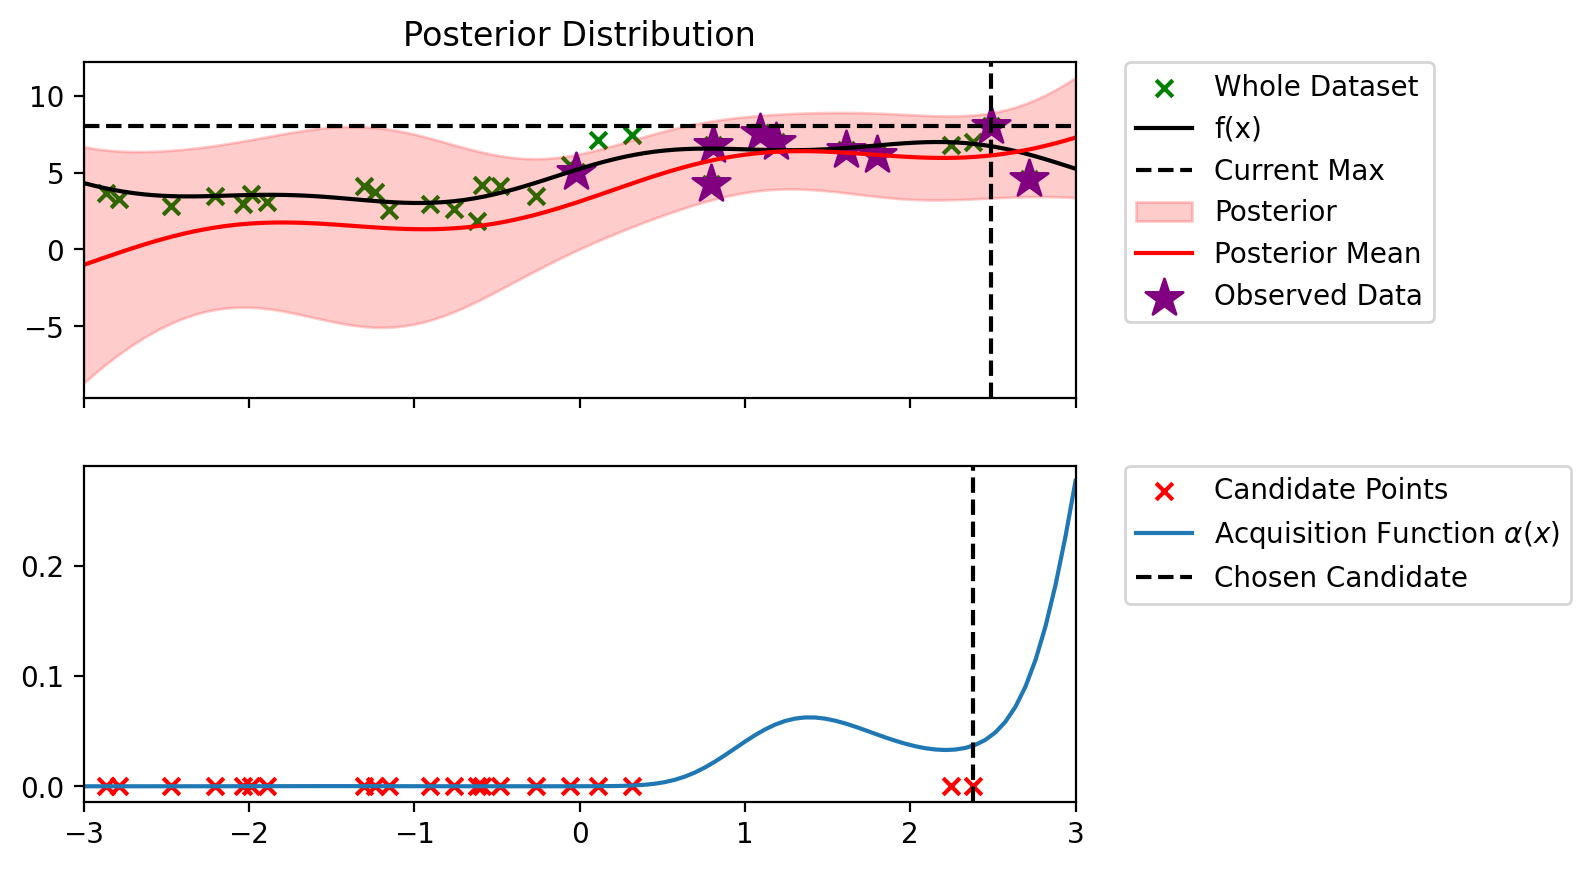 Posterior Distribution
10
5
0
−5
Whole Dataset
f(x)
Current Max
Posterior
Posterior Mean
Observed Data
0.2
0.1
0.0
−3
−2
−1
0
1
2
3
Candidate Points
Acquisition Function α(x)
Chosen Candidate